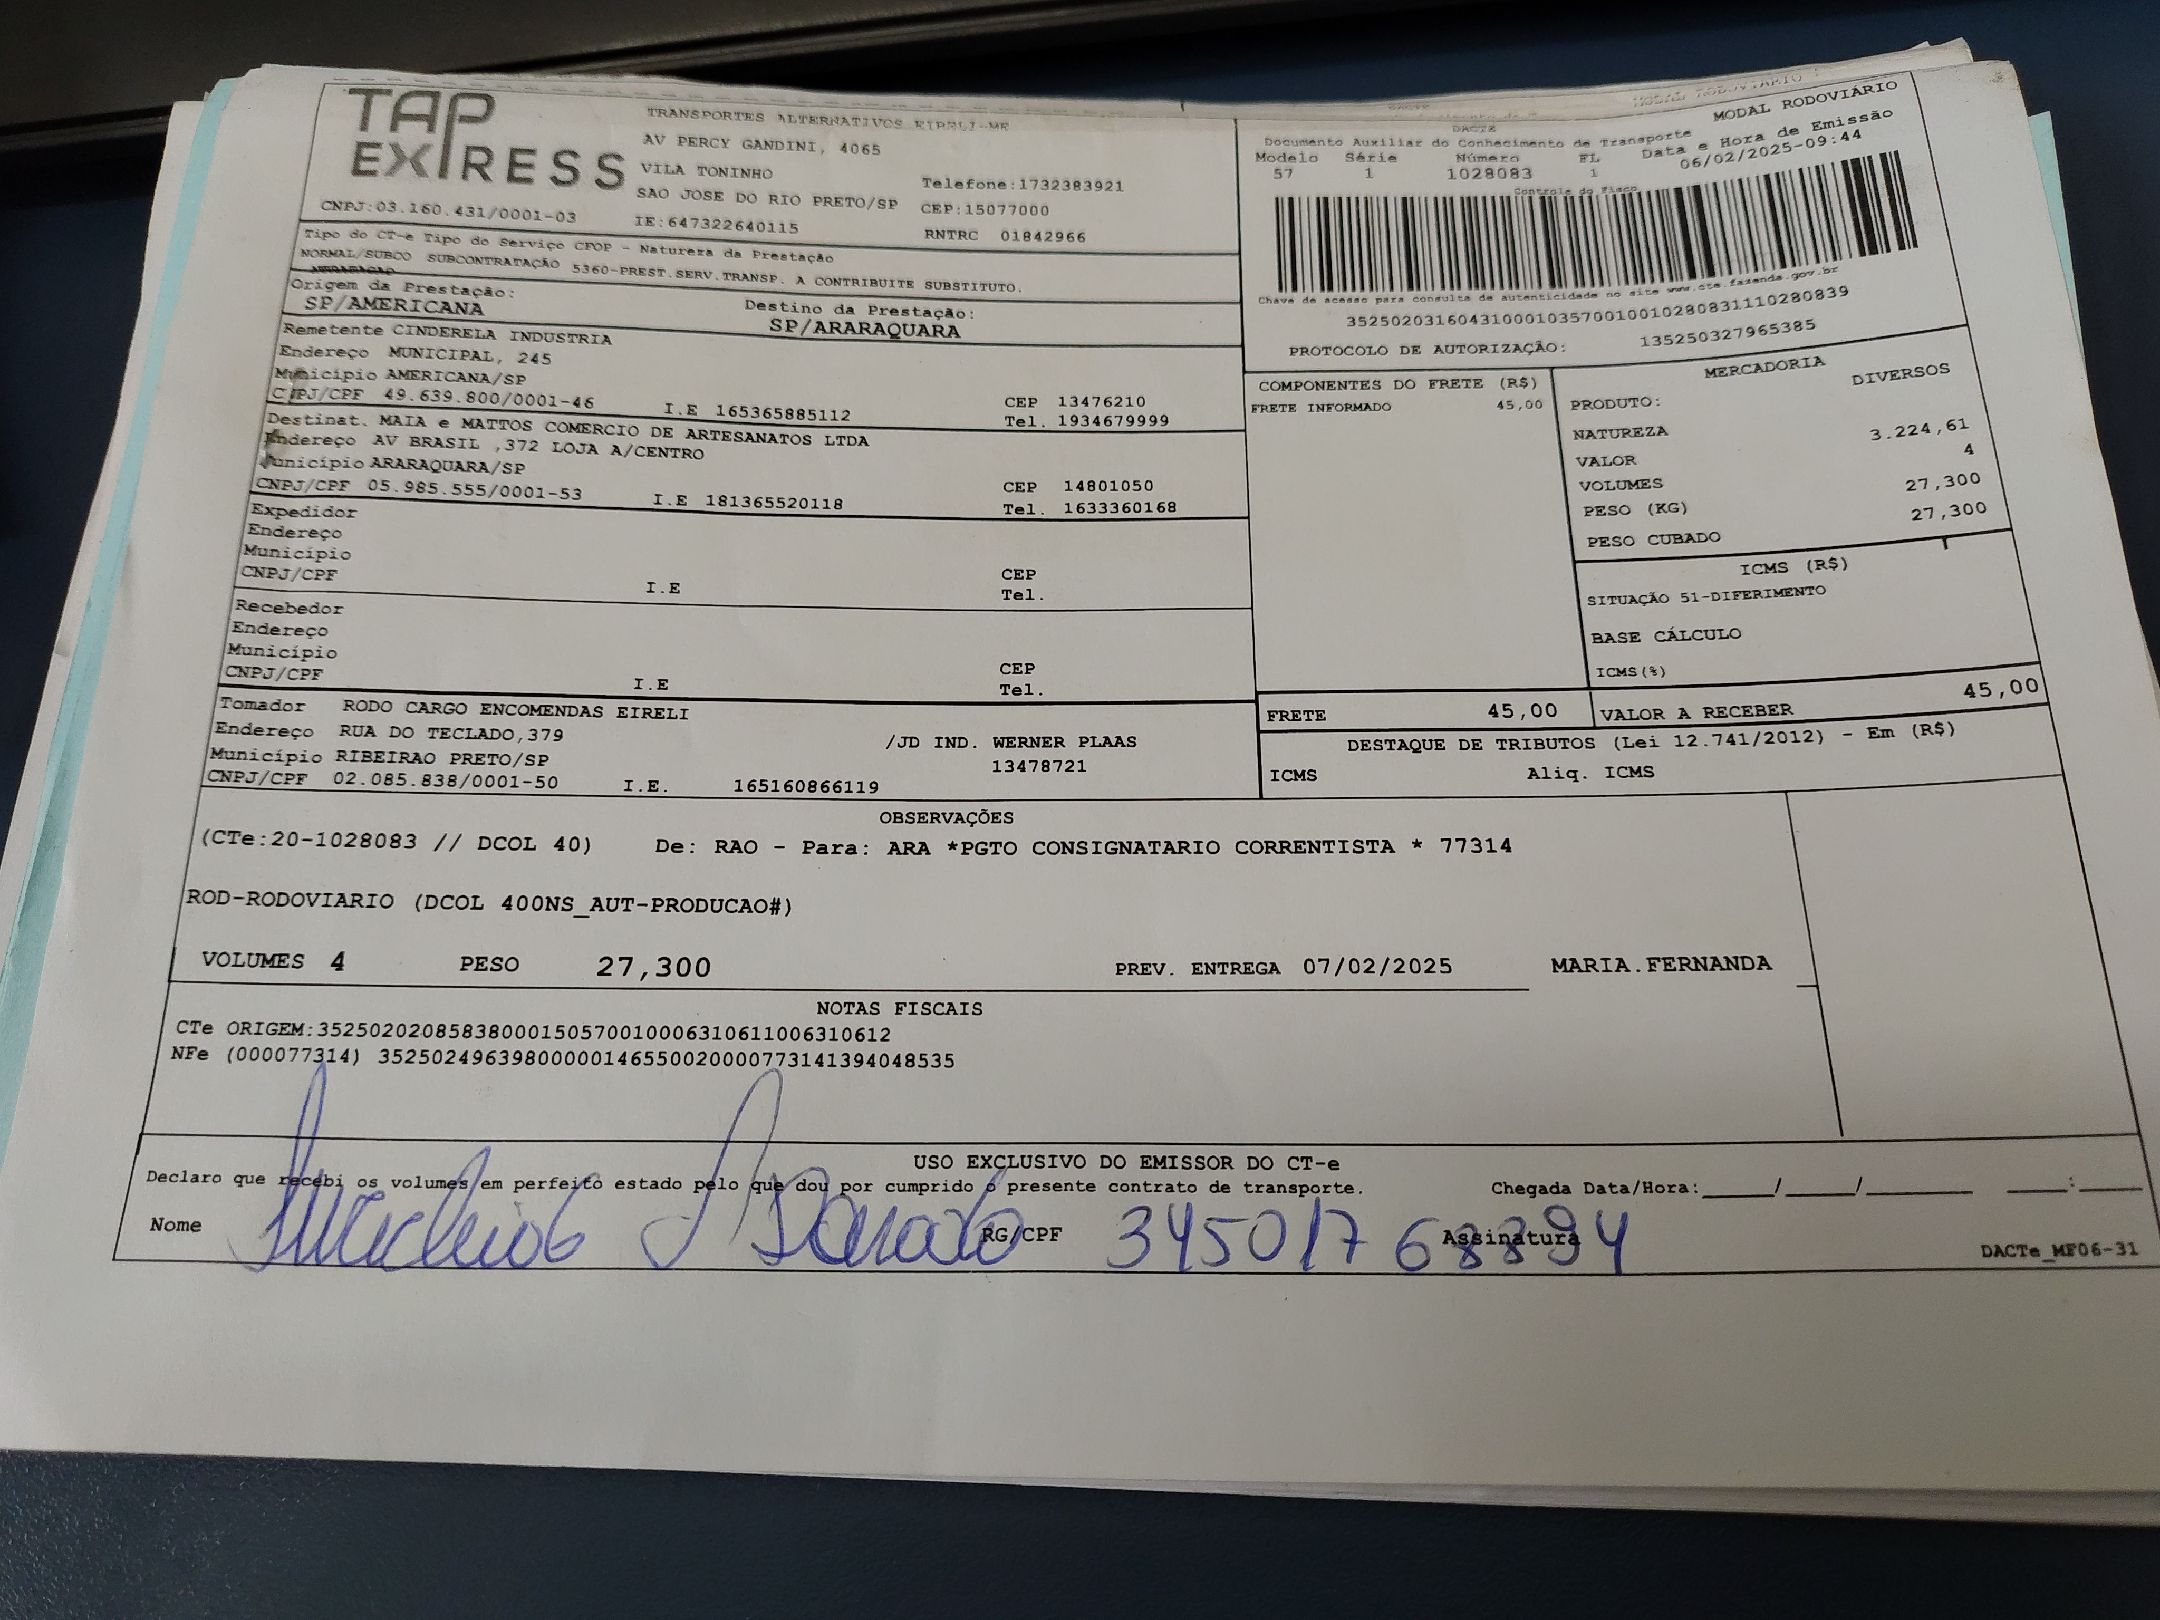 TAP EXPRESS
TRANSPORTES ALTERNATIVOS EIRELI-ME
AV PERCY GANDINI, 4065
VILA TONINHO
Telefone:1732383921
SAO JOSE DO RIO PRETO/SP CEP:15077000
CNPJ:03.160.431/0001-03 IE:647322640115 RNTRC 01842966
DACTE MODAL RODOVIÁRIO
Documento Auxiliar do Conhecimento de Transporte
Modelo Série Número FL Data e Hora de Emissão
57 1 1028083 1 06/02/2025-09:44
Controle do Fisco
Chave de acesso para consulta de autenticidade no site www.cte.fazenda.gov.br
35250203160431000103570010010280831110280839
PROTOCOLO DE AUTORIZAÇÃO: 135250327965385
Tipo do CT-e Tipo do Serviço CFOP - Natureza da Prestação
NORMAL/SUBCO SUBCONTRATAÇÃO 5360-PREST.SERV.TRANSP. A CONTRIBUITE SUBSTITUTO.
Origem da Prestação: Destino da Prestação:
SP/AMERICANA SP/ARARAQUARA
Remetente CINDERELA INDUSTRIA
Endereço MUNICIPAL, 245
Município AMERICANA/SP CEP 13476210
CNPJ/CPF 49.639.800/0001-46 I.E 165365885112 Tel. 1934679999
Destinat. MAIA e MATTOS COMERCIO DE ARTESANATOS LTDA
Endereço AV BRASIL ,372 LOJA A/CENTRO
Município ARARAQUARA/SP CEP 14801050
CNPJ/CPF 05.985.555/0001-53 I.E 181365520118 Tel. 1633360168
Expedidor
Endereço
Município CEP
CNPJ/CPF I.E Tel.
Recebedor
Endereço
Município CEP
CNPJ/CPF I.E Tel.
Tomador RODO CARGO ENCOMENDAS EIRELI
Endereço RUA DO TECLADO,379 /JD IND. WERNER PLAAS
Município RIBEIRAO PRETO/SP 13478721
CNPJ/CPF 02.085.838/0001-50 I.E. 165160866119
COMPONENTES DO FRETE (R$)
FRETE INFORMADO 45,00
MERCADORIA
PRODUTO: DIVERSOS
NATUREZA
VALOR 3.224,61
VOLUMES 4
PESO (KG) 27,300
PESO CUBADO 27,300
ICMS (R$)
SITUAÇÃO 51-DIFERIMENTO
BASE CÁLCULO
ICMS(%)
FRETE 45,00 VALOR A RECEBER 45,00
DESTAQUE DE TRIBUTOS (Lei 12.741/2012) - Em (R$)
ICMS Aliq. ICMS
OBSERVAÇÕES
(CTe:20-1028083 // DCOL 40) De: RAO - Para: ARA *PGTO CONSIGNATARIO CORRENTISTA * 77314
ROD-RODOVIARIO (DCOL 400NS_AUT-PRODUCAO#)
VOLUMES 4 PESO 27,300 PREV. ENTREGA 07/02/2025 MARIA.FERNANDA
NOTAS FISCAIS
CTe ORIGEM:35250202085838000150570010006310611006310612
NFe (000077314) 35250249639800000146550020000773141394048535
USO EXCLUSIVO DO EMISSOR DO CT-e
Declaro que recebi os volumes em perfeito estado pelo que dou por cumprido o presente contrato de transporte. Chegada Data/Hora:____/____/______ ____:____
Nome RG/CPF 34501768894 Assinatura
DACTe_MF06-31